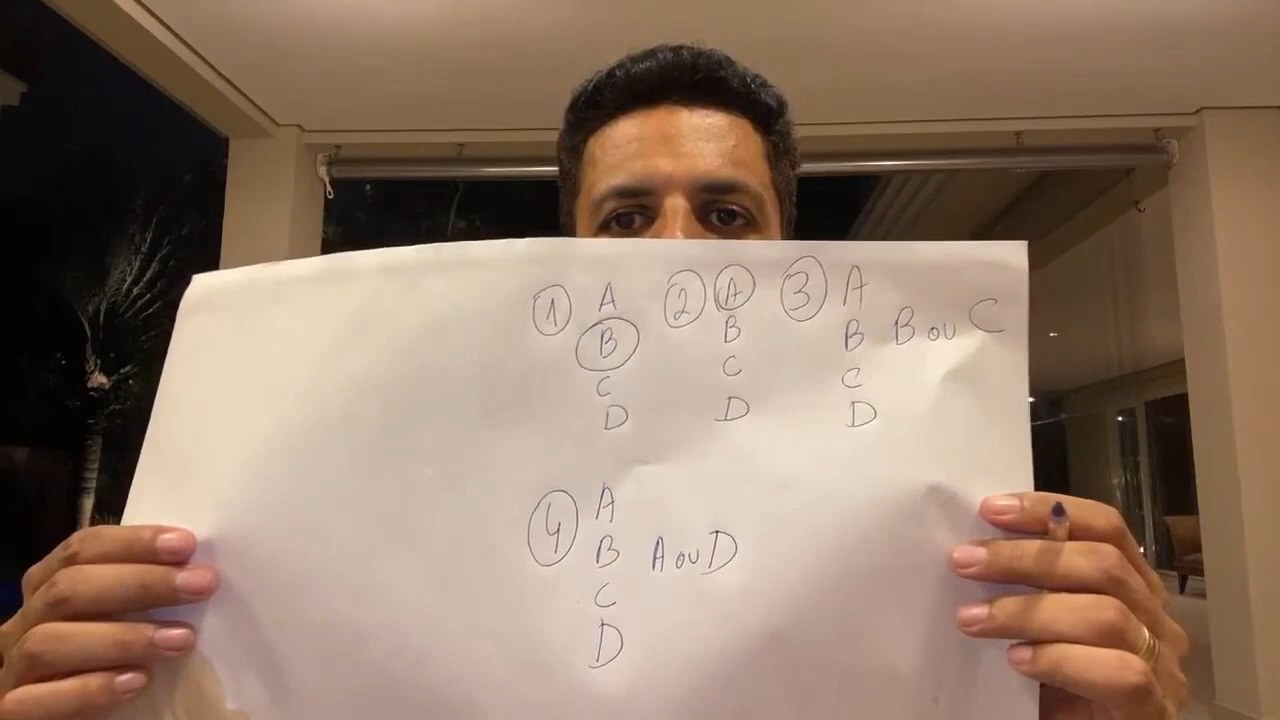 1 A 2 A 3 A
B B B B ou C
C C C
D D D
4 A
B A ou D
C
D